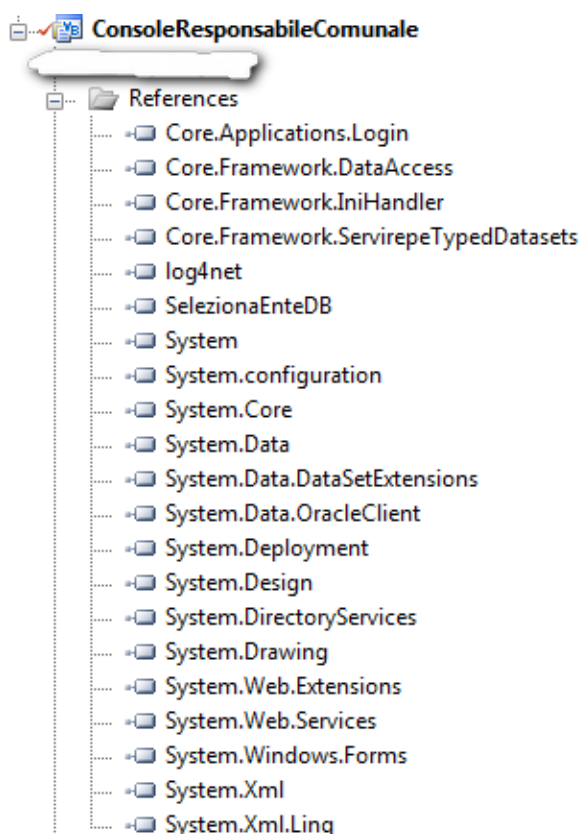 ConsoleResponsabileComunale
References
Core.Applications.Login
Core.Framework.DataAccess
Core.Framework.IniHandler
Core.Framework.ServirepeTypedDatasets
log4net
SelezionaEnteDB
System
System.configuration
System.Core
System.Data
System.Data.DataSetExtensions
System.Data.OracleClient
System.Deployment
System.Design
System.DirectoryServices
System.Drawing
System.Web.Extensions
System.Web.Services
System.Windows.Forms
System.Xml
System.Xml.Linq